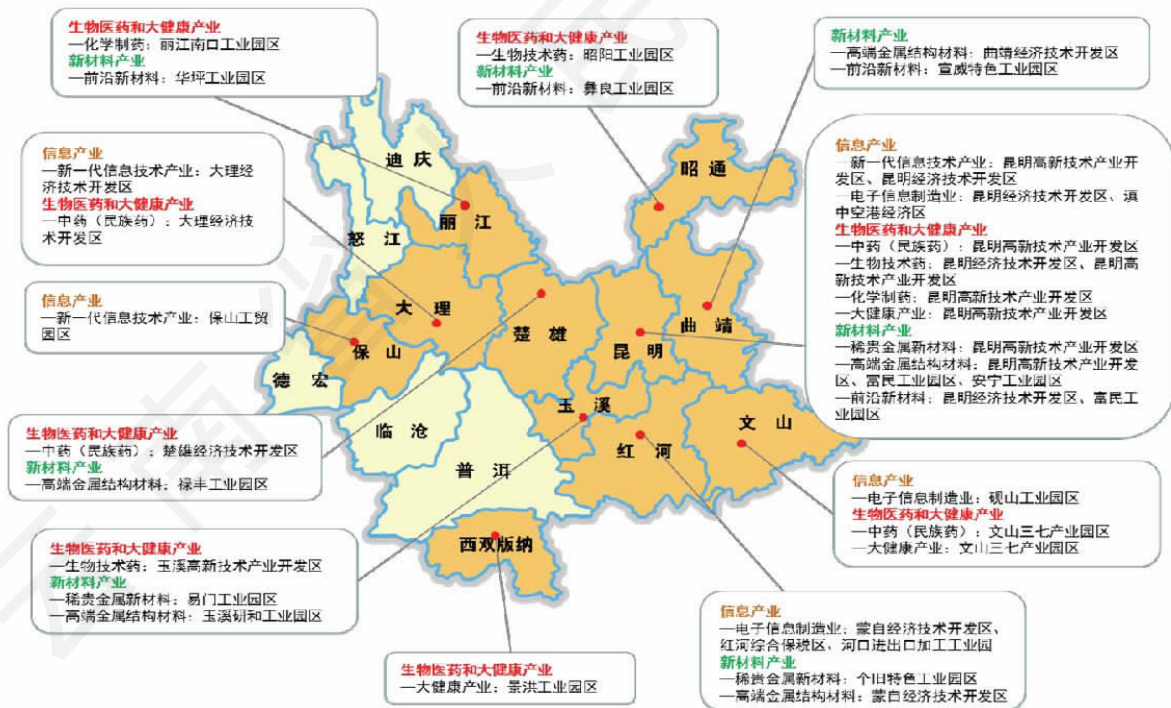 生物医药和大健康产业
—化学制药：丽江南口工业园区
新材料产业
—前沿新材料：华坪工业园区
生物医药和大健康产业
—生物技术药：昭阳工业园区
新材料产业
—前沿新材料：彝良工业园区
新材料产业
—高端金属结构材料：曲靖经济技术开发区
—前沿新材料：宣威特色工业园区
信息产业
—新一代信息技术产业：大理经
济技术开发区
生物医药和大健康产业
—中药（民族药）：大理经济技
术开发区
信息产业
—新一代信息技术产业：昆明高新技术产业开
发区、昆明经济技术开发区
—电子信息制造业：昆明经济技术开发区、滇
中空港经济区
生物医药和大健康产业
—中药（民族药）：昆明高新技术产业开发区
—生物技术药：昆明经济技术开发区、昆明高
新技术产业开发区
—化学制药：昆明高新技术产业开发区
—大健康产业：昆明高新技术产业开发区
新材料产业
—稀贵金属新材料：昆明高新技术产业开发区
—高端金属结构材料：昆明高新技术产业开发
区、富民工业园区、安宁工业园区
—前沿新材料：昆明经济技术开发区、富民工
业园区
信息产业
—新一代信息技术产业：保山工贸
园区
迪庆
昭通
丽江
怒江
大理
楚雄
昆明
曲靖
保山
德宏
临沧
玉溪
红河
文山
普洱
西双版纳
生物医药和大健康产业
—中药（民族药）：楚雄经济技术开发区
新材料产业
—高端金属结构材料：禄丰工业园区
信息产业
—电子信息制造业：砚山工业园区
生物医药和大健康产业
—中药（民族药）：文山三七产业园区
—大健康产业：文山三七产业园区
生物医药和大健康产业
—生物技术药：玉溪高新技术产业开发区
新材料产业
—稀贵金属新材料：易门工业园区
—高端金属结构材料：玉溪研和工业园区
生物医药和大健康产业
—大健康产业：景洪工业园区
信息产业
—电子信息制造业：蒙自经济技术开发区、
红河综合保税区、河口进出口加工工业园
新材料产业
—稀贵金属新材料：个旧特色工业园区
—高端金属结构材料：蒙自经济技术开发区